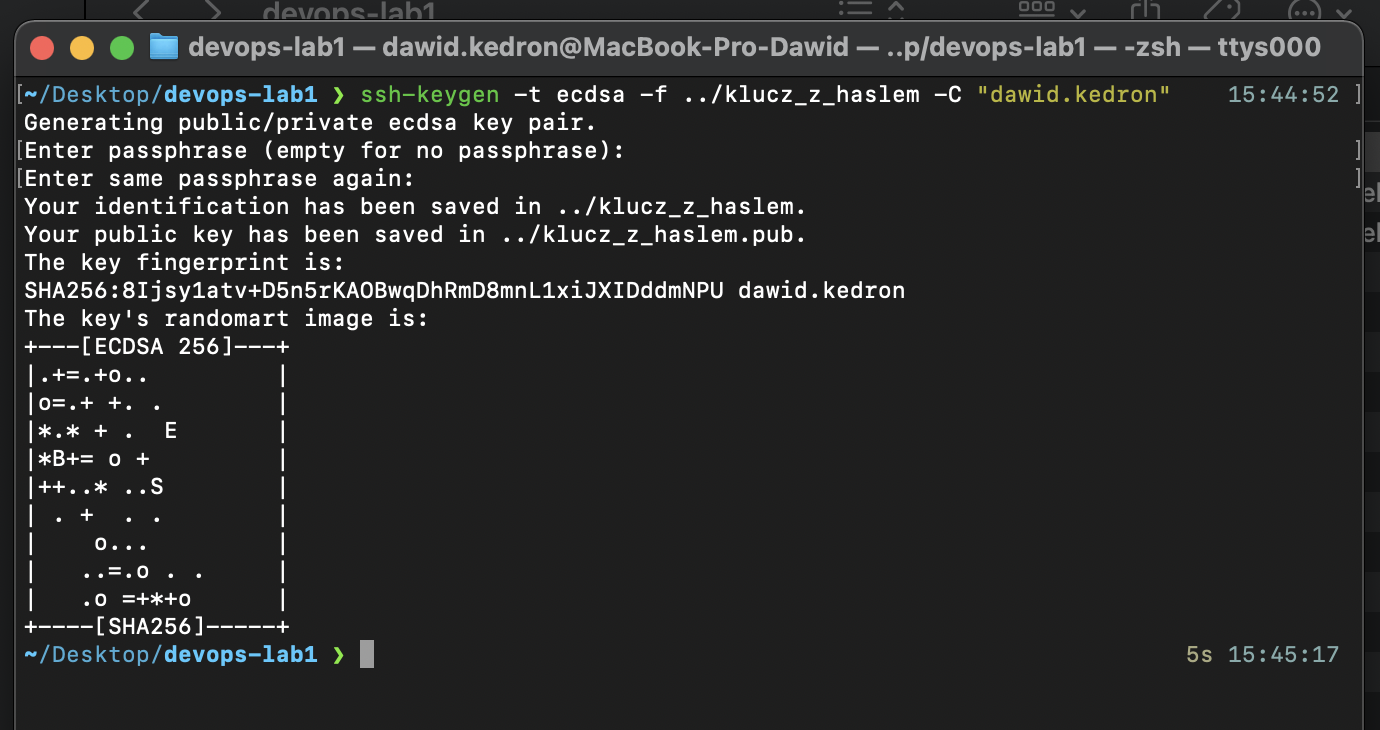 devops-lab1
devops-lab1 — dawid.kedron@MacBook-Pro-Dawid — ..p/devops-lab1 — -zsh — ttys000
[~/Desktop/devops-lab1 ❯ ssh-keygen -t ecdsa -f ../klucz_z_haslem -C "dawid.kedron" 15:44:52 ]
Generating public/private ecdsa key pair.
[Enter passphrase (empty for no passphrase): ]
[Enter same passphrase again: ]
Your identification has been saved in ../klucz_z_haslem.
Your public key has been saved in ../klucz_z_haslem.pub.
The key fingerprint is:
SHA256:8Ijsy1atv+D5n5rKAOBwqDhRmD8mnL1xiJXIDddmNPU dawid.kedron
The key's randomart image is:
+---[ECDSA 256]---+
|.+=.+o..         |
|o=.+ +. .        |
|*.* + .  E       |
|*B+= o +         |
|++..* ..S        |
| . +  . .        |
|    o...         |
|   ..=.o . .     |
|   .o =+*+o      |
+----[SHA256]-----+
~/Desktop/devops-lab1 ❯ 5s 15:45:17